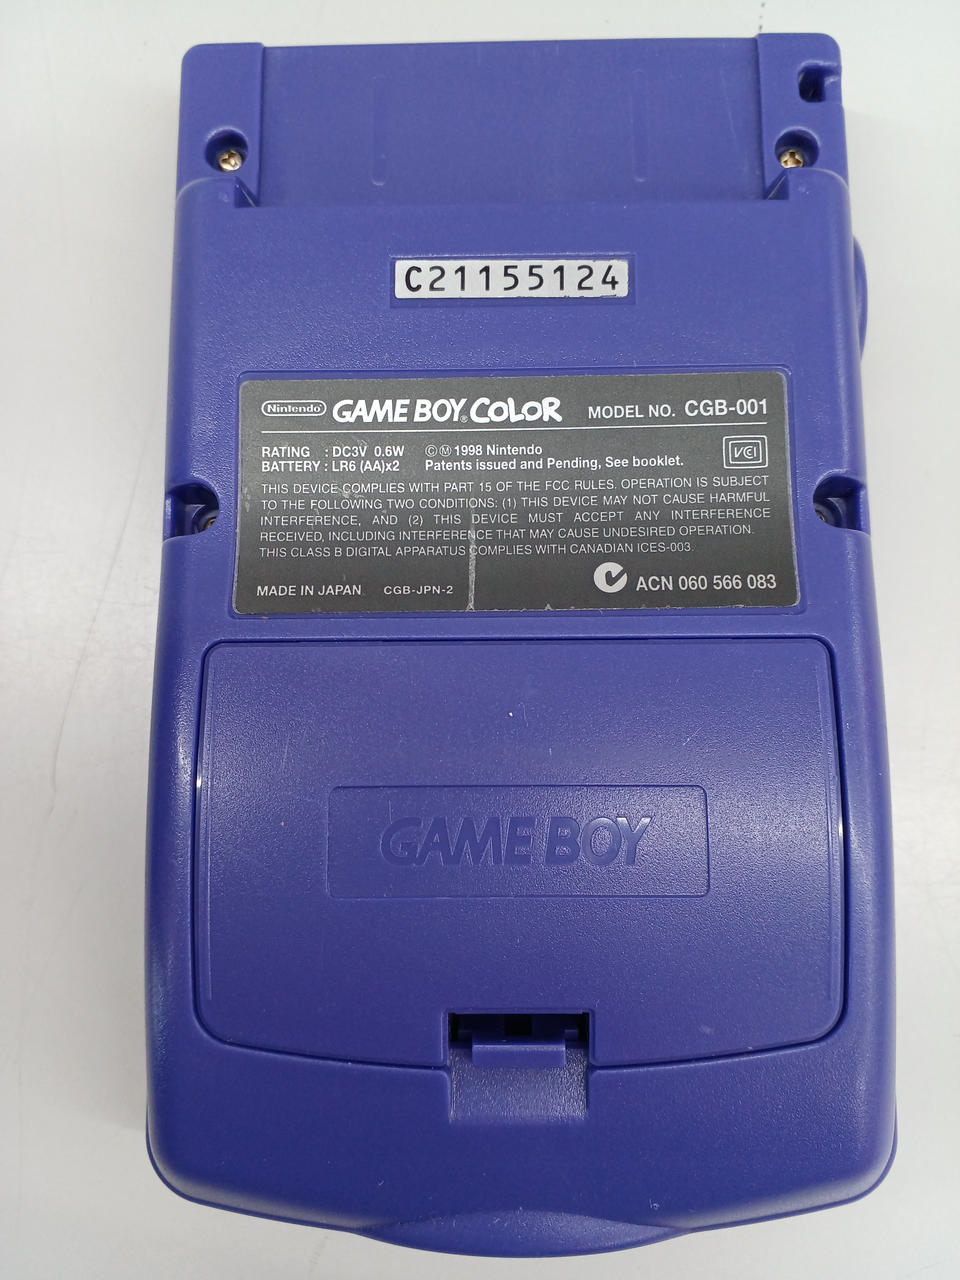 C21155124
Nintendo® GAME BOY® COLOR MODEL NO. CGB-001
RATING : DC3V 0.6W ©Ⓜ1998 Nintendo
BATTERY : LR6 (AA)x2 Patents issued and Pending, See booklet.
VCI
THIS DEVICE COMPLIES WITH PART 15 OF THE FCC RULES. OPERATION IS SUBJECT
TO THE FOLLOWING TWO CONDITIONS: (1) THIS DEVICE MAY NOT CAUSE HARMFUL
INTERFERENCE, AND (2) THIS DEVICE MUST ACCEPT ANY INTERFERENCE
RECEIVED, INCLUDING INTERFERENCE THAT MAY CAUSE UNDESIRED OPERATION.
THIS CLASS B DIGITAL APPARATUS COMPLIES WITH CANADIAN ICES-003.
MADE IN JAPAN CGB-JPN-2 ACN 060 566 083
GAME BOY